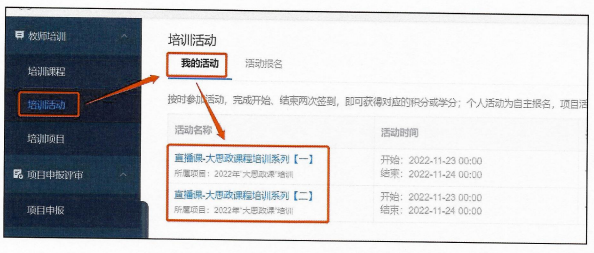 教师培训
培训课程
培训活动
培训项目
项目申报评审
项目申报
培训活动
我的活动 活动报名
按时参加活动，完成开始、结束两次签到，即可获得对应的积分或学分；个人活动为自主报名，项目活
活动名称 活动时间
直播课-大思政课程培训系列【一】
所属项目：2022年"大思政课"培训
开始：2022-11-23 00:00
结束：2022-11-24 00:00
直播课-大思政课程培训系列【二】
所属项目：2022年"大思政课"培训
开始：2022-11-23 00:00
结束：2022-11-24 00:00